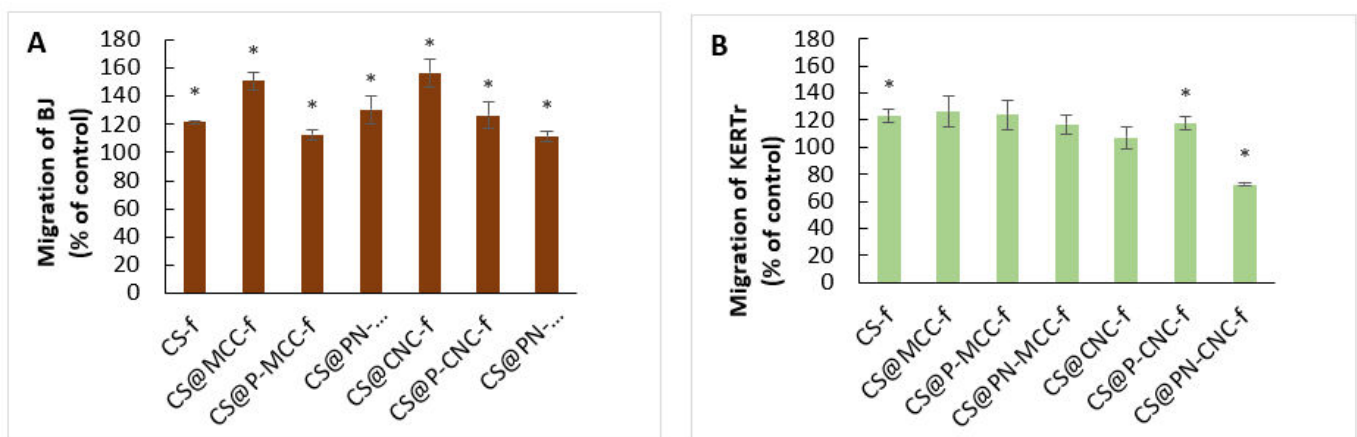 A
Migration of BJ
(% of control)
180
160
140
120
100
80
60
40
20
0
*
*
*
*
*
*
*
CS-f
CS@MCC-f
CS@P-MCC-f
CS@PN-...
CS@CNC-f
CS@P-CNC-f
CS@PN-...
B
Migration of KERTr
(% of control)
180
160
140
120
100
80
60
40
20
0
*
*
*
CS-f
CS@MCC-f
CS@P-MCC-f
CS@PN-MCC-f
CS@CNC-f
CS@P-CNC-f
CS@PN-CNC-f